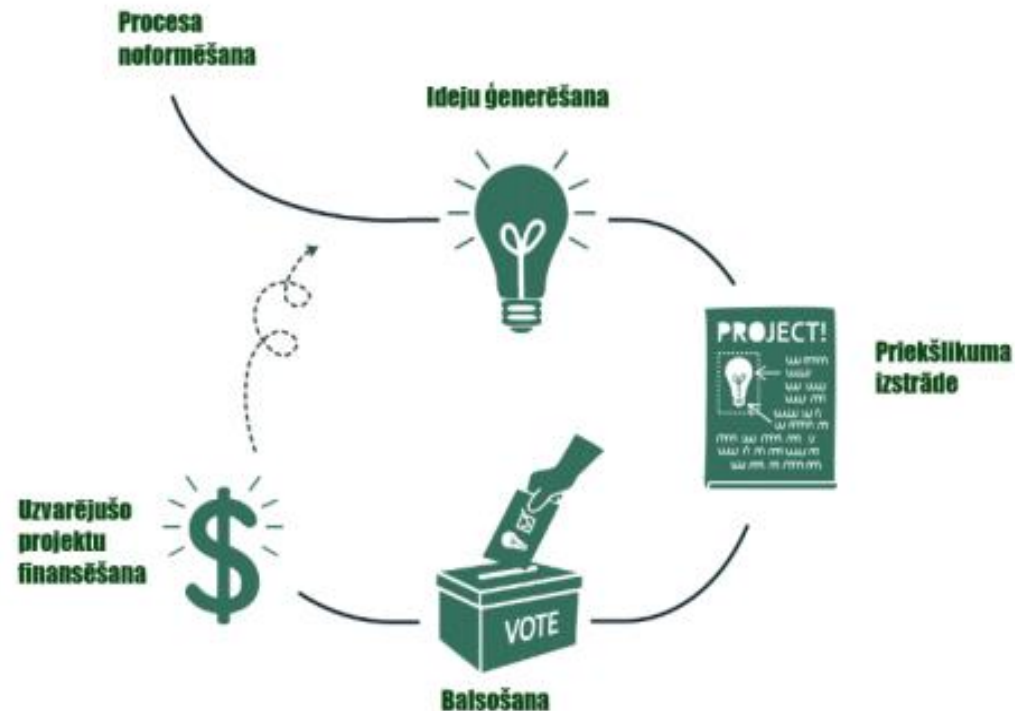 Procesa
noformēšana
Ideju ģenerēšana
PROJECT!
Priekšlikuma
izstrāde
Uzvarējušo
projektu
finansēšana
VOTE
Balsošana